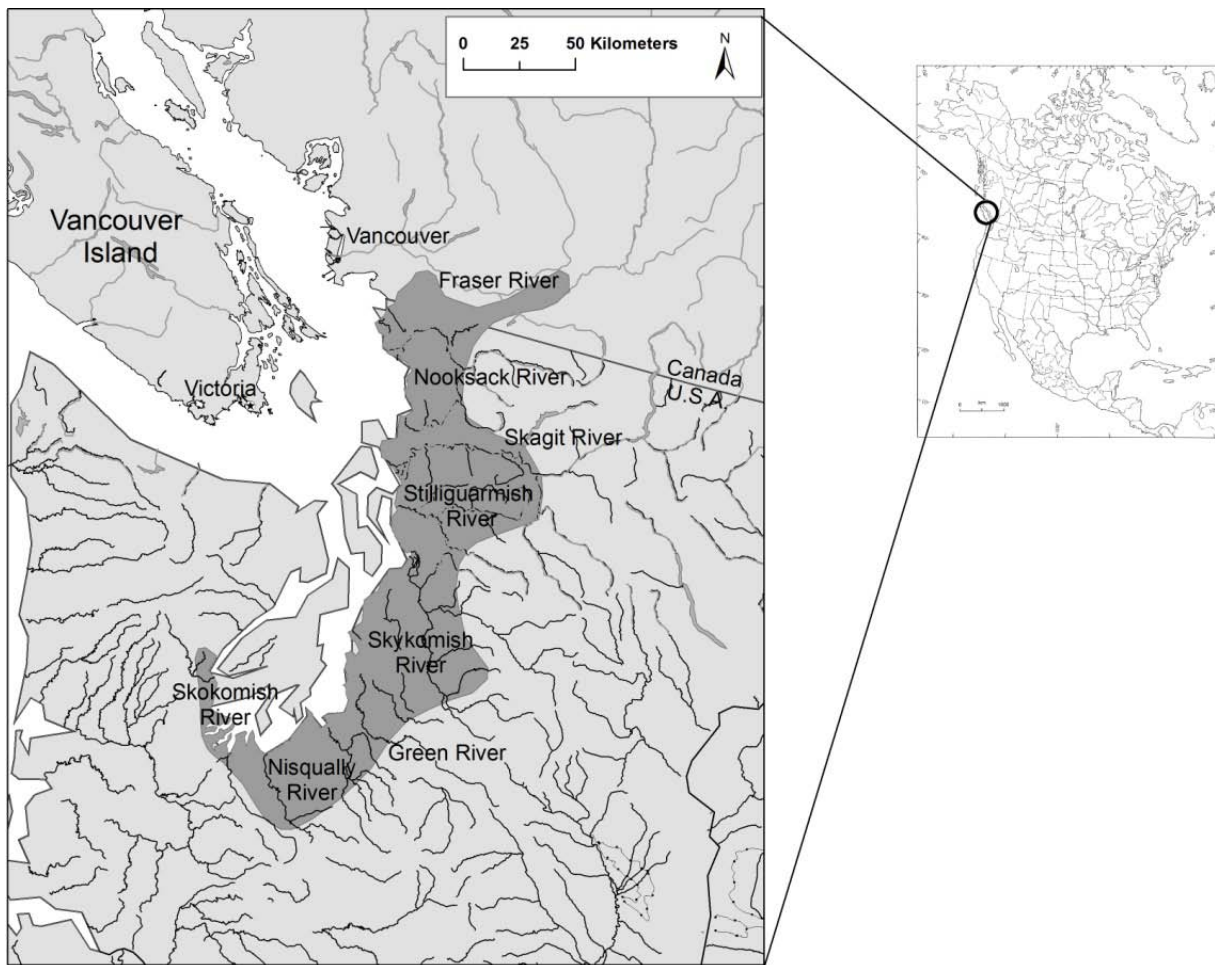 0 25 50 Kilometers
N
Vancouver
Island
Vancouver
Fraser River
Nooksack River
Canada
U.S.A.
Victoria
Skagit River
Stilliguarmish
River
Skykomish
River
Skokomish
River
Green River
Nisqually
River